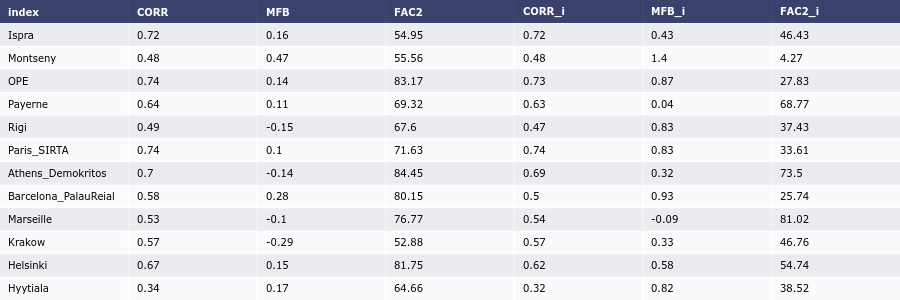 index CORR MFB FAC2 CORR_i MFB_i FAC2_i
Ispra 0.72 0.16 54.95 0.72 0.43 46.43
Montseny 0.48 0.47 55.56 0.48 1.4 4.27
OPE 0.74 0.14 83.17 0.73 0.87 27.83
Payerne 0.64 0.11 69.32 0.63 0.04 68.77
Rigi 0.49 -0.15 67.6 0.47 0.83 37.43
Paris_SIRTA 0.74 0.1 71.63 0.74 0.83 33.61
Athens_Demokritos 0.7 -0.14 84.45 0.69 0.32 73.5
Barcelona_PalauReial 0.58 0.28 80.15 0.5 0.93 25.74
Marseille 0.53 -0.1 76.77 0.54 -0.09 81.02
Krakow 0.57 -0.29 52.88 0.57 0.33 46.76
Helsinki 0.67 0.15 81.75 0.62 0.58 54.74
Hyytiala 0.34 0.17 64.66 0.32 0.82 38.52